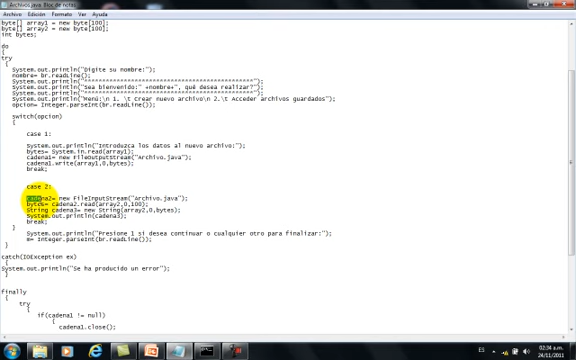 Archivos.java: Bloc de notas
Archivo Edición Formato Ver Ayuda
byte[] array1 = new byte[100];
byte[] array2 = new byte[100];
int bytes;
do
{
try
{
System.out.println("Digite su nombre:");
nombre= br.readLine();
System.out.println("Sea bienvenido:" +nombre+", qué desea realizar?");
System.out.println("Menú:\n 1. \t Crear nuevo archivo\n 2.\t Acceder archivos guardados");
opcion= Integer.parseInt(br.readLine());
switch(opcion)
{
case 1:
System.out.println("Introduzca los datos al nuevo archivo:");
bytes= System.in.read(array1);
cadena1= new FileOutputStream("Archivo.java");
cadena1.write(array1,0,bytes);
break;
case 2:
cadena2= new FileInputStream("Archivo.java");
bytes= cadena2.read(array2,0,100);
String cadena3= new String(array2,0,bytes);
System.out.println(cadena3);
break;
}
System.out.println("Presione 1 si desea continuar o cualquier otro para finalizar:");
m= Integer.parseInt(br.readLine());
}
catch(IOException ex)
{
System.out.println("Se ha producido un error");
}
finally
{
try
{
if(cadena1 != null)
{
cadena1.close();
ES
02:34 a.m.
24/11/2011